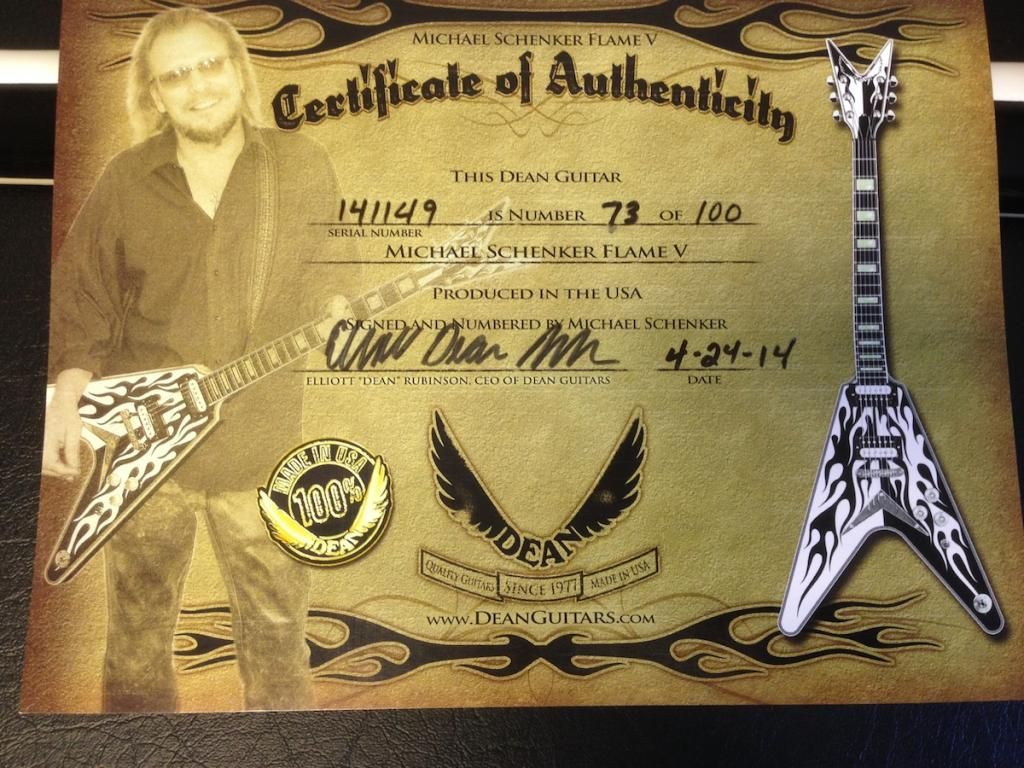 MICHAEL SCHENKER FLAME V
Certificate of Authenticity
THIS DEAN GUITAR
141149 IS NUMBER 73 OF 100
SERIAL NUMBER
MICHAEL SCHENKER FLAME V
PRODUCED IN THE USA
SIGNED AND NUMBERED BY MICHAEL SCHENKER
4-24-14
ELLIOTT "DEAN" RUBINSON, CEO OF DEAN GUITARS DATE
MADE IN USA
100%
DEAN
DEAN
QUALITY GUITARS SINCE 1977 MADE IN USA
WWW.DEANGUITARS.COM